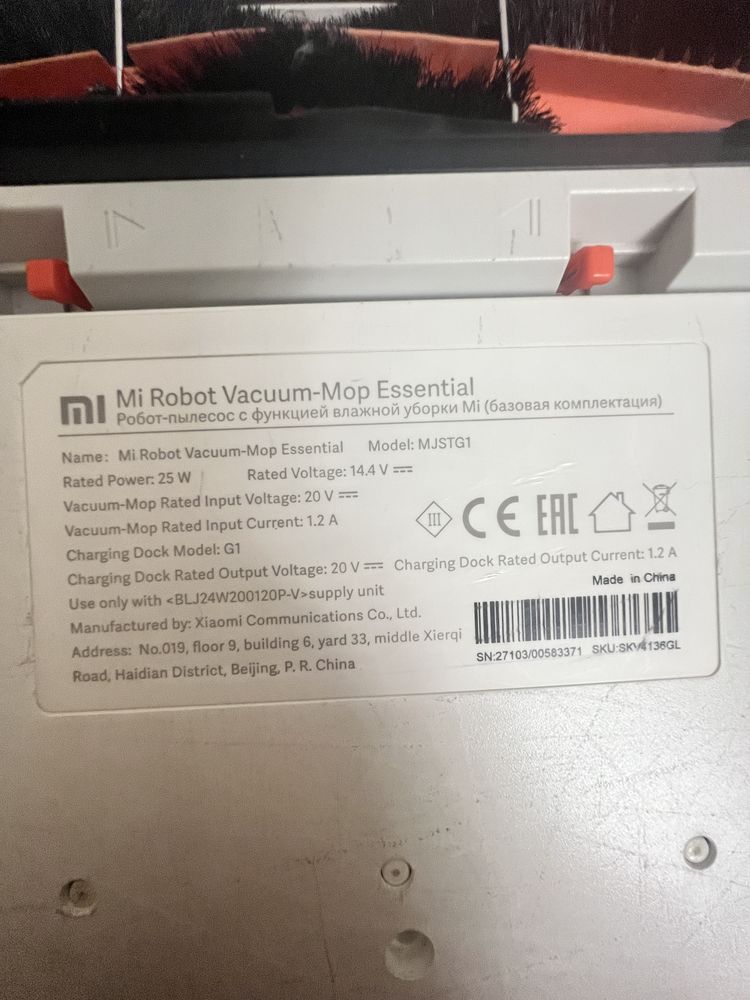 MI Mi Robot Vacuum-Mop Essential
Робот-пылесос с функцией влажной уборки Mi (базовая комплектация)
Name: Mi Robot Vacuum-Mop Essential Model: MJSTG1
Rated Power: 25 W Rated Voltage: 14.4 V ⎓
Vacuum-Mop Rated Input Voltage: 20 V ⎓
Vacuum-Mop Rated Input Current: 1.2 A
III CE EAC
Charging Dock Model: G1
Charging Dock Rated Output Voltage: 20 V ⎓ Charging Dock Rated Output Current: 1.2 A
Use only with <BLJ24W200120P-V>supply unit
Made in China
Manufactured by: Xiaomi Communications Co., Ltd.
Address: No.019, floor 9, building 6, yard 33, middle Xierqi
Road, Haidian District, Beijing, P. R. China
SN:27103/00583371 SKU:SKV4136GL